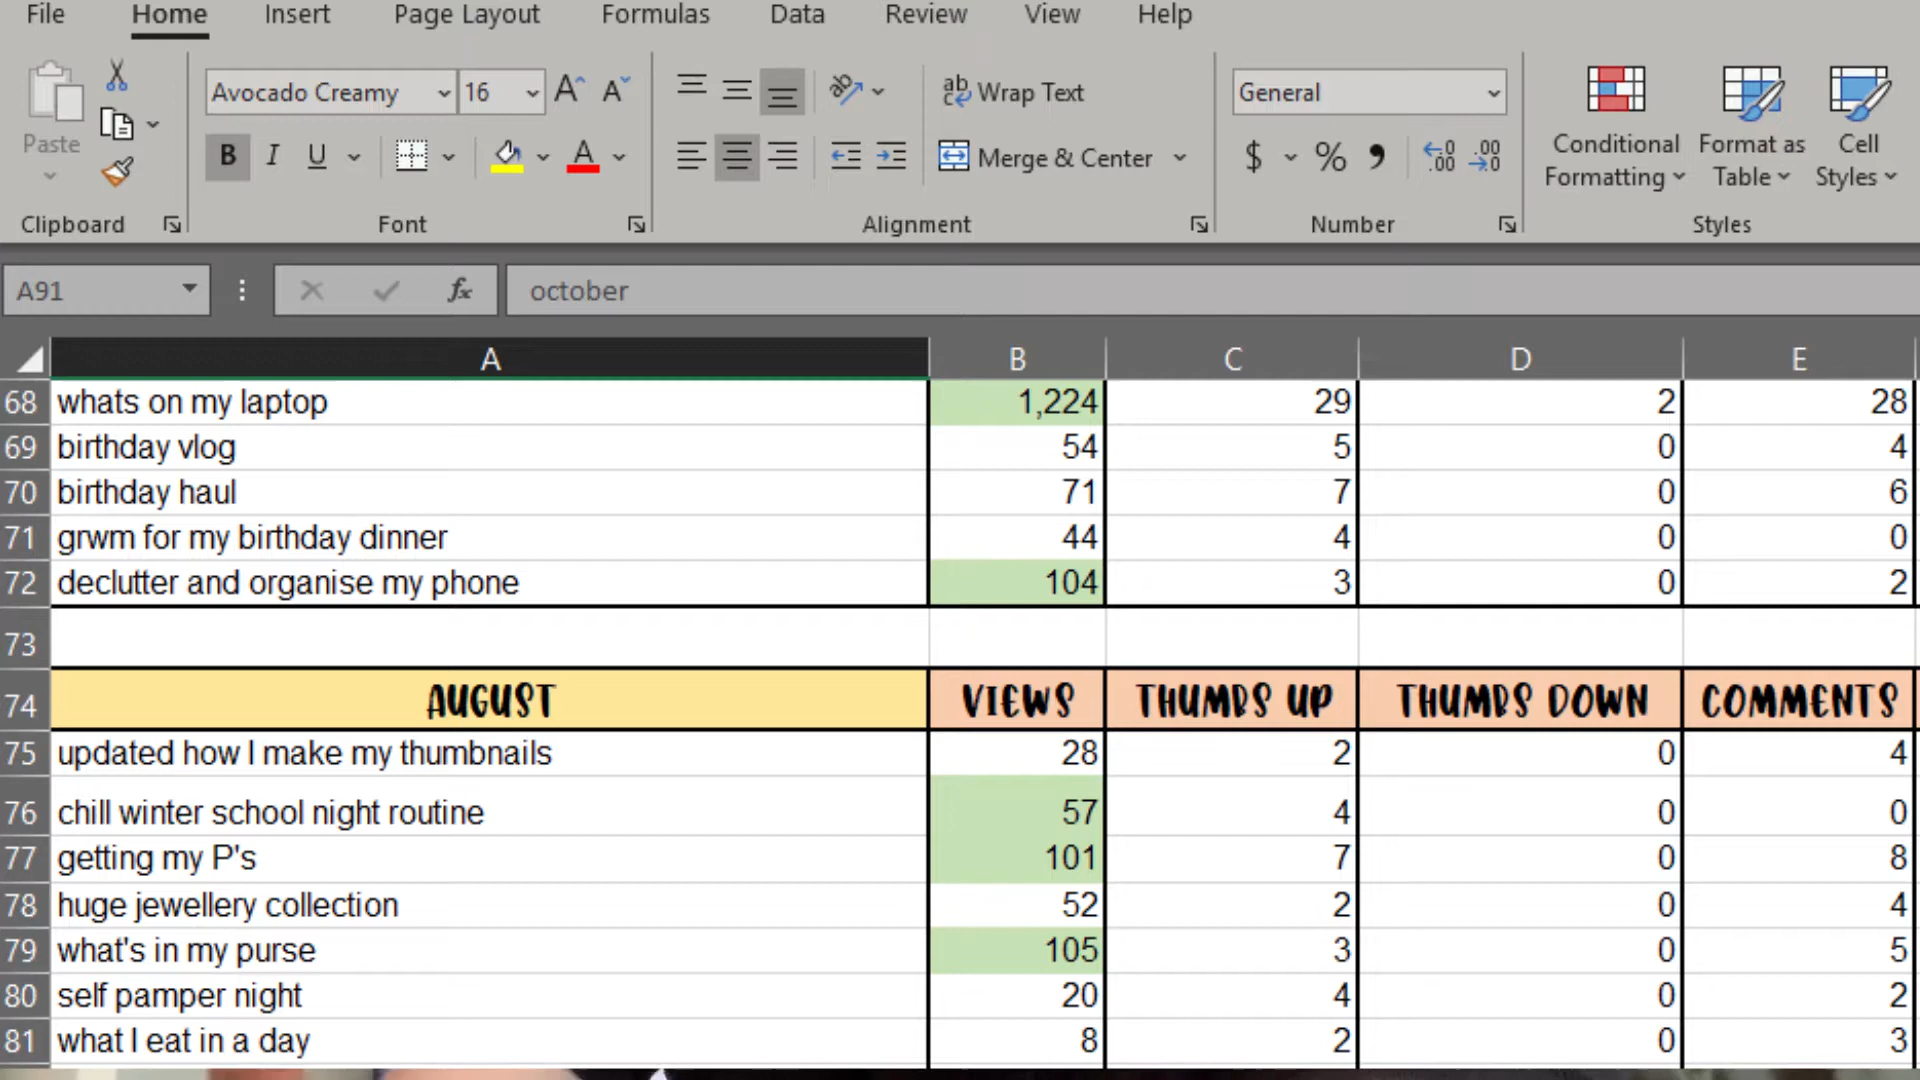 File Home Insert Page Layout Formulas Data Review View Help
Avocado Creamy 16 A A ab Wrap Text General
Paste B I U A Merge & Center $ % , Conditional Formatting Format as Table Cell Styles
Clipboard Font Alignment Number Styles
A91 fx october
A B C D E
68 whats on my laptop 1,224 29 2 28
69 birthday vlog 54 5 0 4
70 birthday haul 71 7 0 6
71 grwm for my birthday dinner 44 4 0 0
72 declutter and organise my phone 104 3 0 2
73
74 AUGUST VIEWS THUMBS UP THUMBS DOWN COMMENTS
75 updated how I make my thumbnails 28 2 0 4
76 chill winter school night routine 57 4 0 0
77 getting my P's 101 7 0 8
78 huge jewellery collection 52 2 0 4
79 what's in my purse 105 3 0 5
80 self pamper night 20 4 0 2
81 what I eat in a day 8 2 0 3